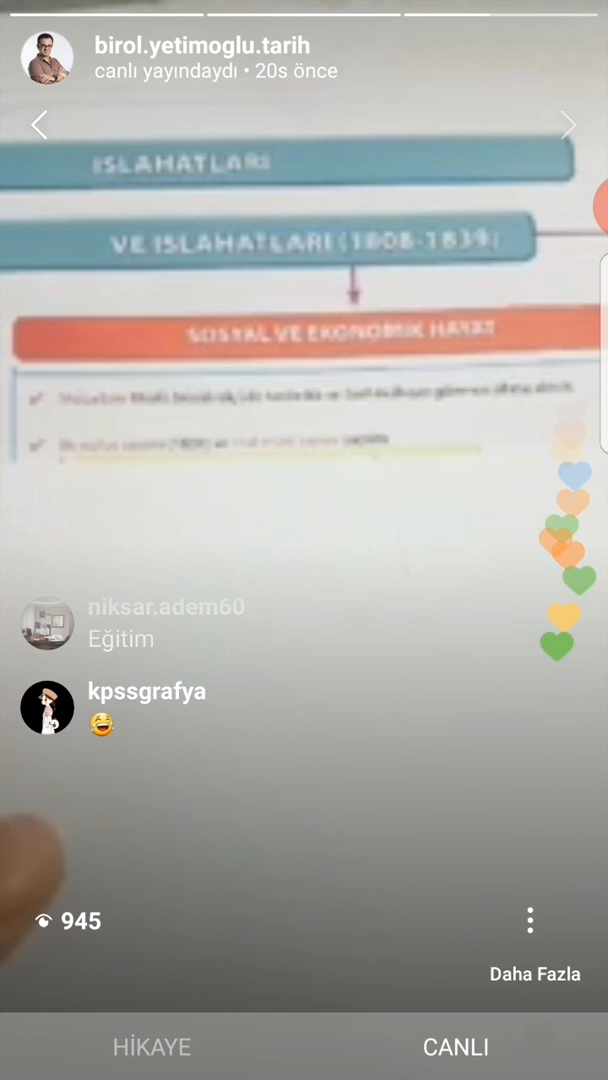 birol.yetimoglu.tarih
canlı yayındaydı • 20s önce
ISLAHATLARI
VE ISLAHATLARI (1808-1839)
SOSYAL VE EKONOMİK HAYAT
niksar.adem60
Eğitim
kpssgrafya
😂
945
Daha Fazla
HİKAYE
CANLI